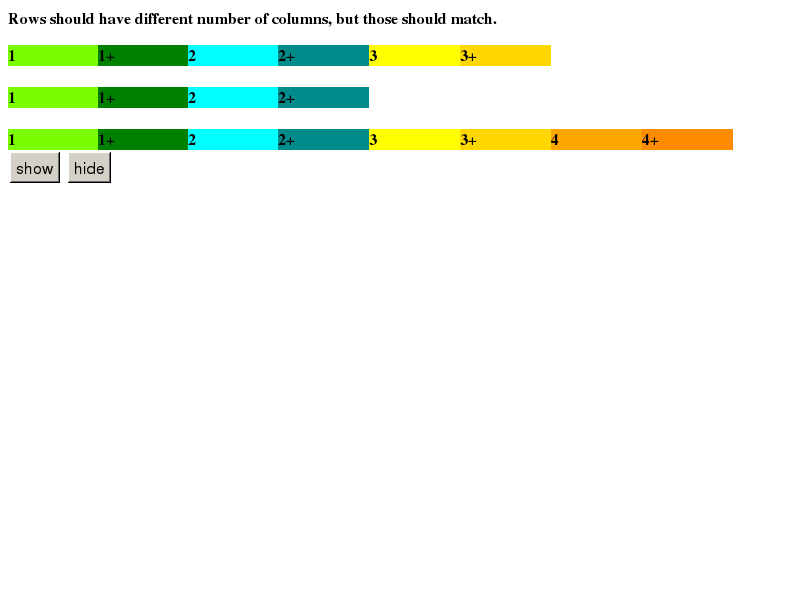 Rows should have different number of columns, but those should match.
1 1+ 2 2+ 3 3+
1 1+ 2 2+
1 1+ 2 2+ 3 3+ 4 4+
show hide